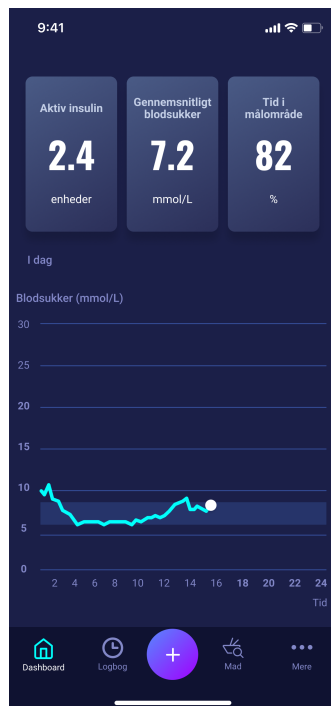 9:41
Aktiv insulin
2.4
enheder
Gennemsnitligt
blodsukker
7.2
mmol/L
Tid i
målområde
82
%
I dag
Blodsukker (mmol/L)
30
25
20
15
10
5
0
2 4 6 8 10 12 14 16 18 20 22 24
Tid
Dashboard
Logbog
+
Mad
Mere